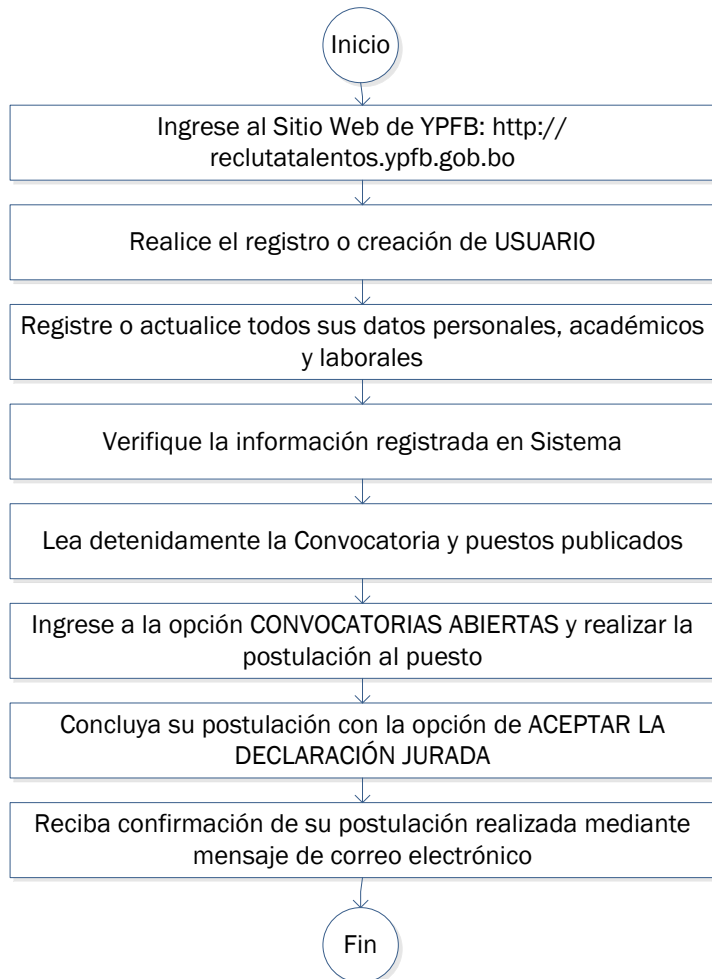 Inicio
Ingrese al Sitio Web de YPFB: http://
reclutatalentos.ypfb.gob.bo
Realice el registro o creación de USUARIO
Registre o actualice todos sus datos personales, académicos
y laborales
Verifique la información registrada en Sistema
Lea detenidamente la Convocatoria y puestos publicados
Ingrese a la opción CONVOCATORIAS ABIERTAS y realizar la
postulación al puesto
Concluya su postulación con la opción de ACEPTAR LA
DECLARACIÓN JURADA
Reciba confirmación de su postulación realizada mediante
mensaje de correo electrónico
Fin